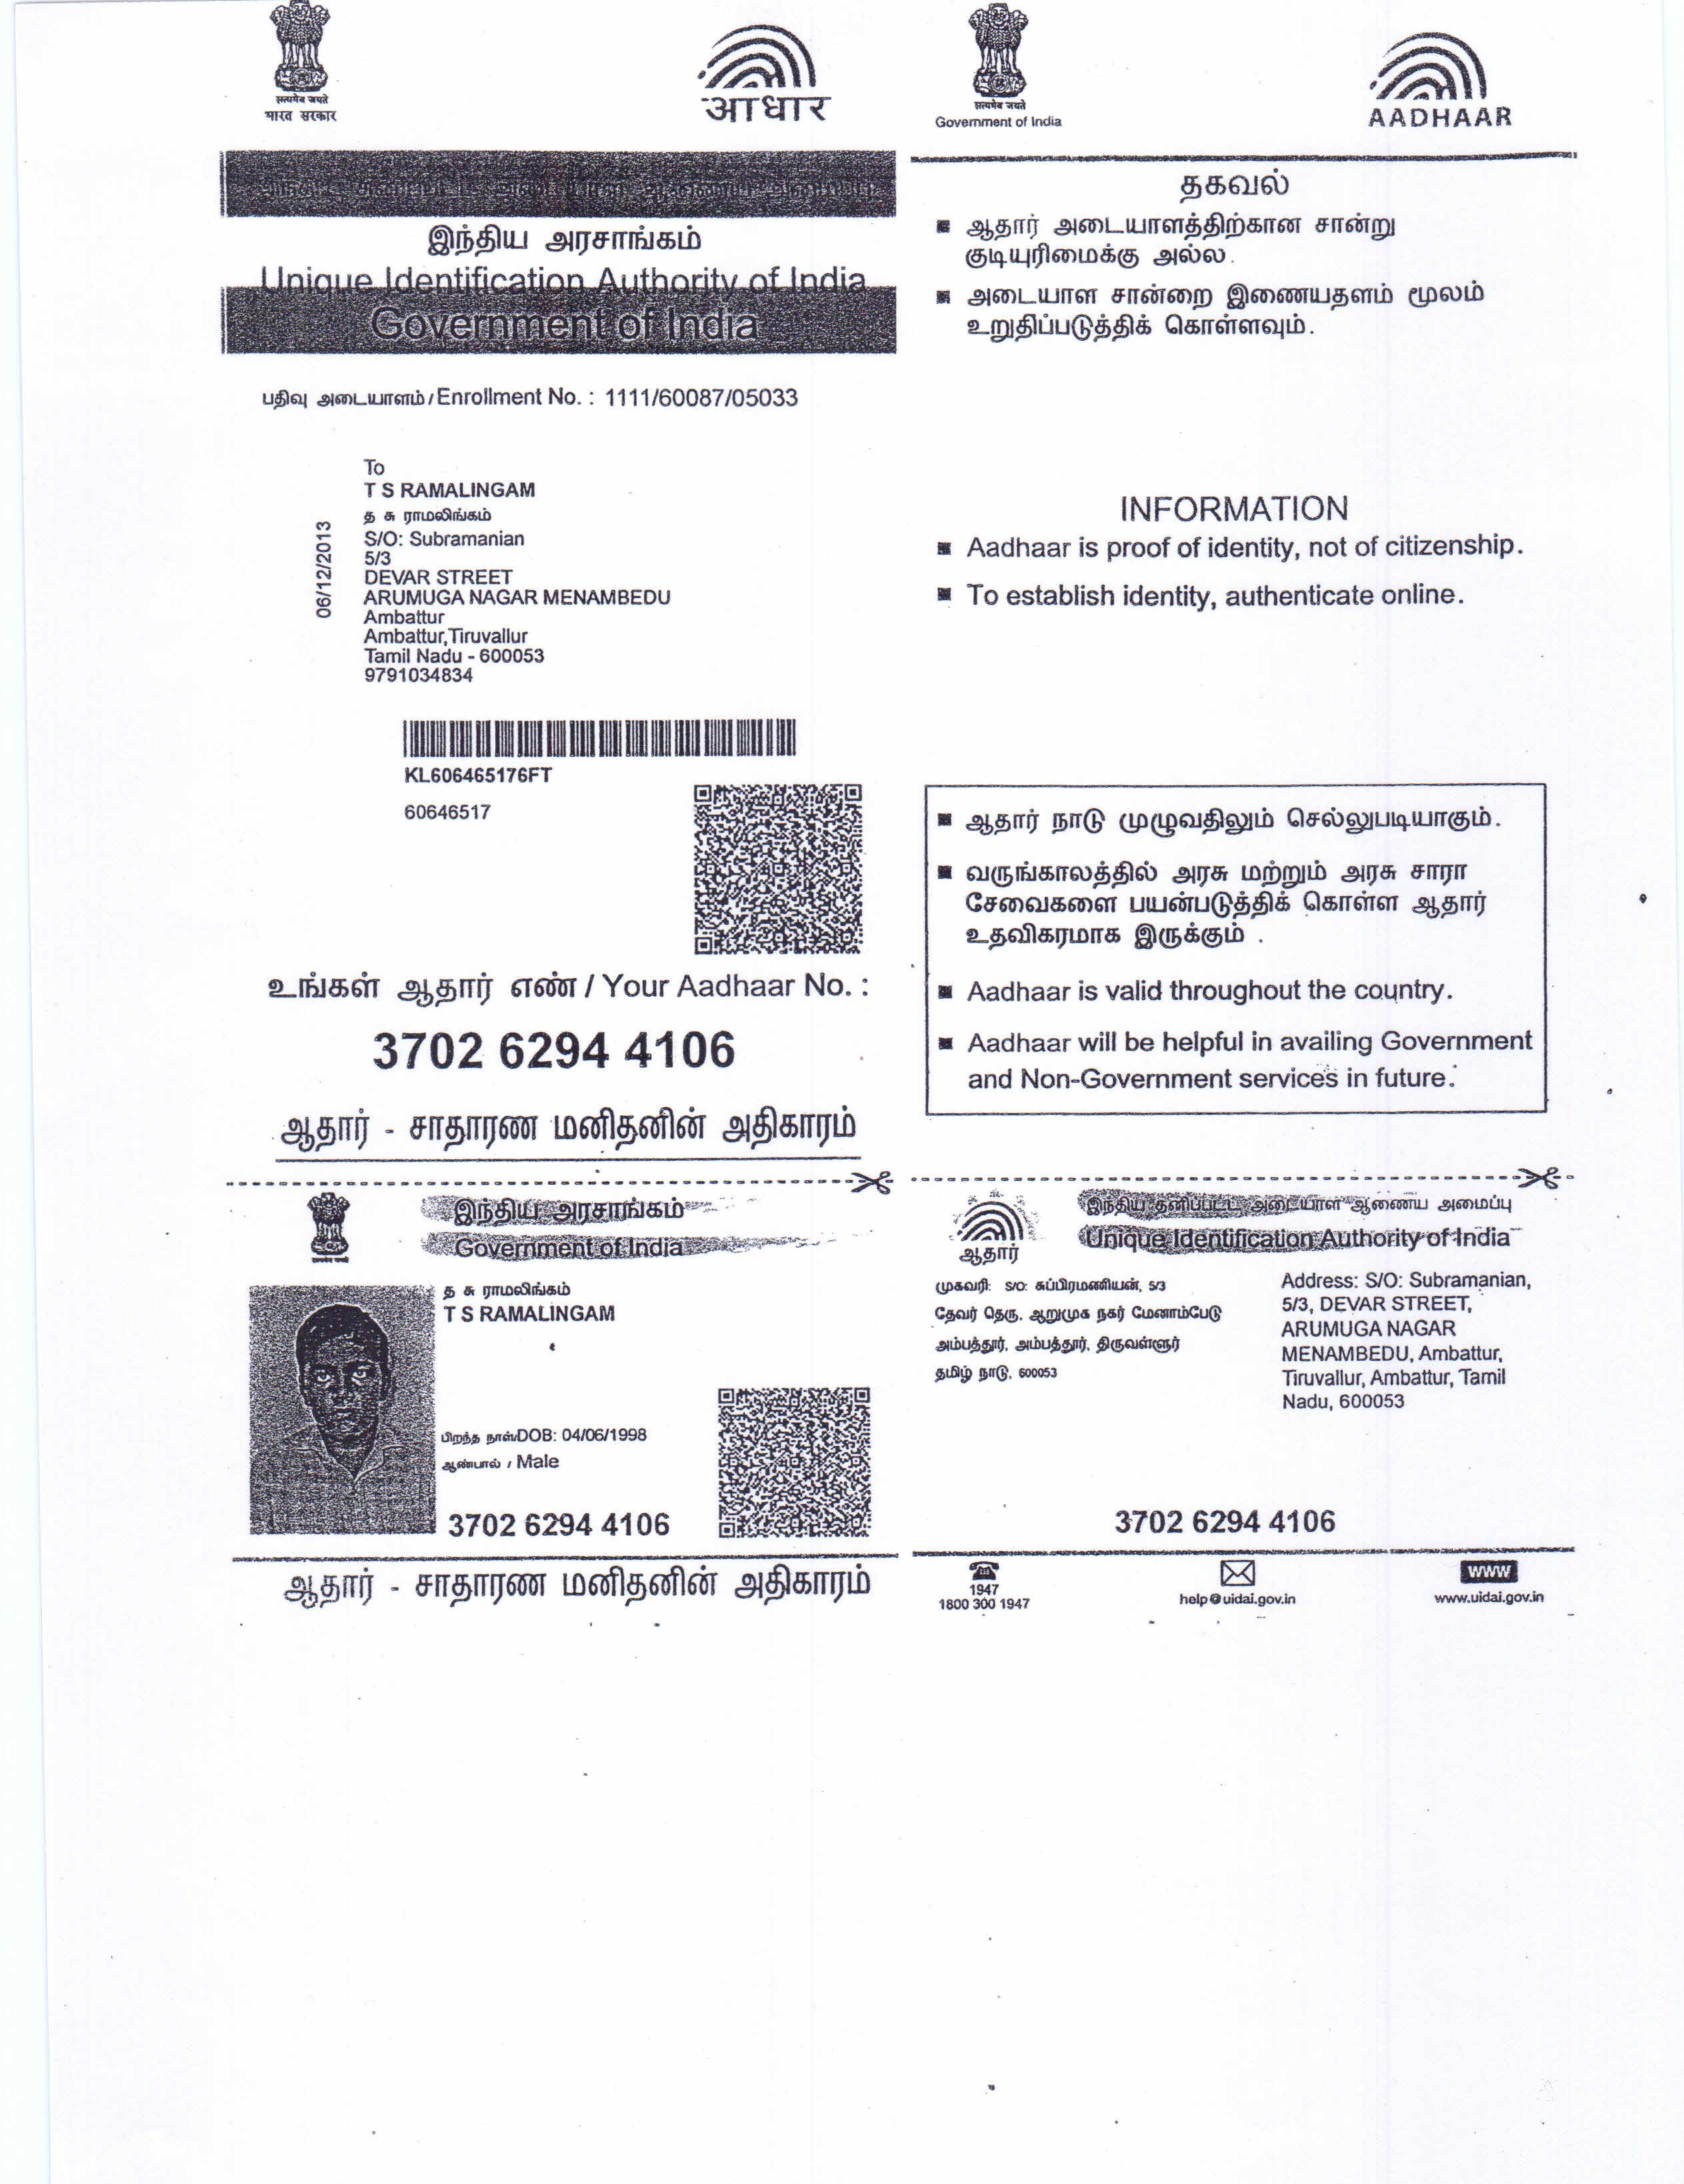 सत्यमेव जयते
भारत सरकार
आधार
இந்திய அரசாங்கம்
Unique Identification Authority of India
Government of India
பதிவு அடையாளம் / Enrollment No. : 1111/60087/05033
06/12/2013
To
T S RAMALINGAM
த சு ராமலிங்கம்
S/O: Subramanian
5/3
DEVAR STREET
ARUMUGA NAGAR MENAMBEDU
Ambattur
Ambattur,Tiruvallur
Tamil Nadu - 600053
9791034834
KL606465176FT
60646517
உங்கள் ஆதார் எண் / Your Aadhaar No. :
3702 6294 4106
ஆதார் - சாதாரண மனிதனின் அதிகாரம்
सत्यमेव जयते
Government of India
AADHAAR
தகவல்
ஆதார் அடையாளத்திற்கான சான்று
குடியுரிமைக்கு அல்ல.
அடையாள சான்றை இணையதளம் மூலம்
உறுதிப்படுத்திக் கொள்ளவும்.
INFORMATION
Aadhaar is proof of identity, not of citizenship.
To establish identity, authenticate online.
ஆதார் நாடு முழுவதிலும் செல்லுபடியாகும்.
வருங்காலத்தில் அரசு மற்றும் அரசு சாரா
சேவைகளை பயன்படுத்திக் கொள்ள ஆதார்
உதவிகரமாக இருக்கும் .
Aadhaar is valid throughout the country.
Aadhaar will be helpful in availing Government
and Non-Government services in future.
இந்திய அரசாங்கம்
Government of India
த சு ராமலிங்கம்
T S RAMALINGAM
பிறந்த நாள்/DOB: 04/06/1998
ஆண்பால் / Male
3702 6294 4106
ஆதார் - சாதாரண மனிதனின் அதிகாரம்
ஆதார்
இந்திய தனிப்பட்ட அடையாள ஆணைய அமைப்பு
Unique Identification Authority of India
முகவரி: S/O: சுப்பிரமணியன், 5/3
தேவர் தெரு, ஆறுமுக நகர் மேனாம்பேடு
அம்பத்தூர், அம்பத்தூர், திருவள்ளூர்
தமிழ் நாடு, 600053
Address: S/O: Subramanian,
5/3, DEVAR STREET,
ARUMUGA NAGAR
MENAMBEDU, Ambattur,
Tiruvallur, Ambattur, Tamil
Nadu, 600053
3702 6294 4106
1947
1800 300 1947
help@uidai.gov.in
www
www.uidai.gov.in